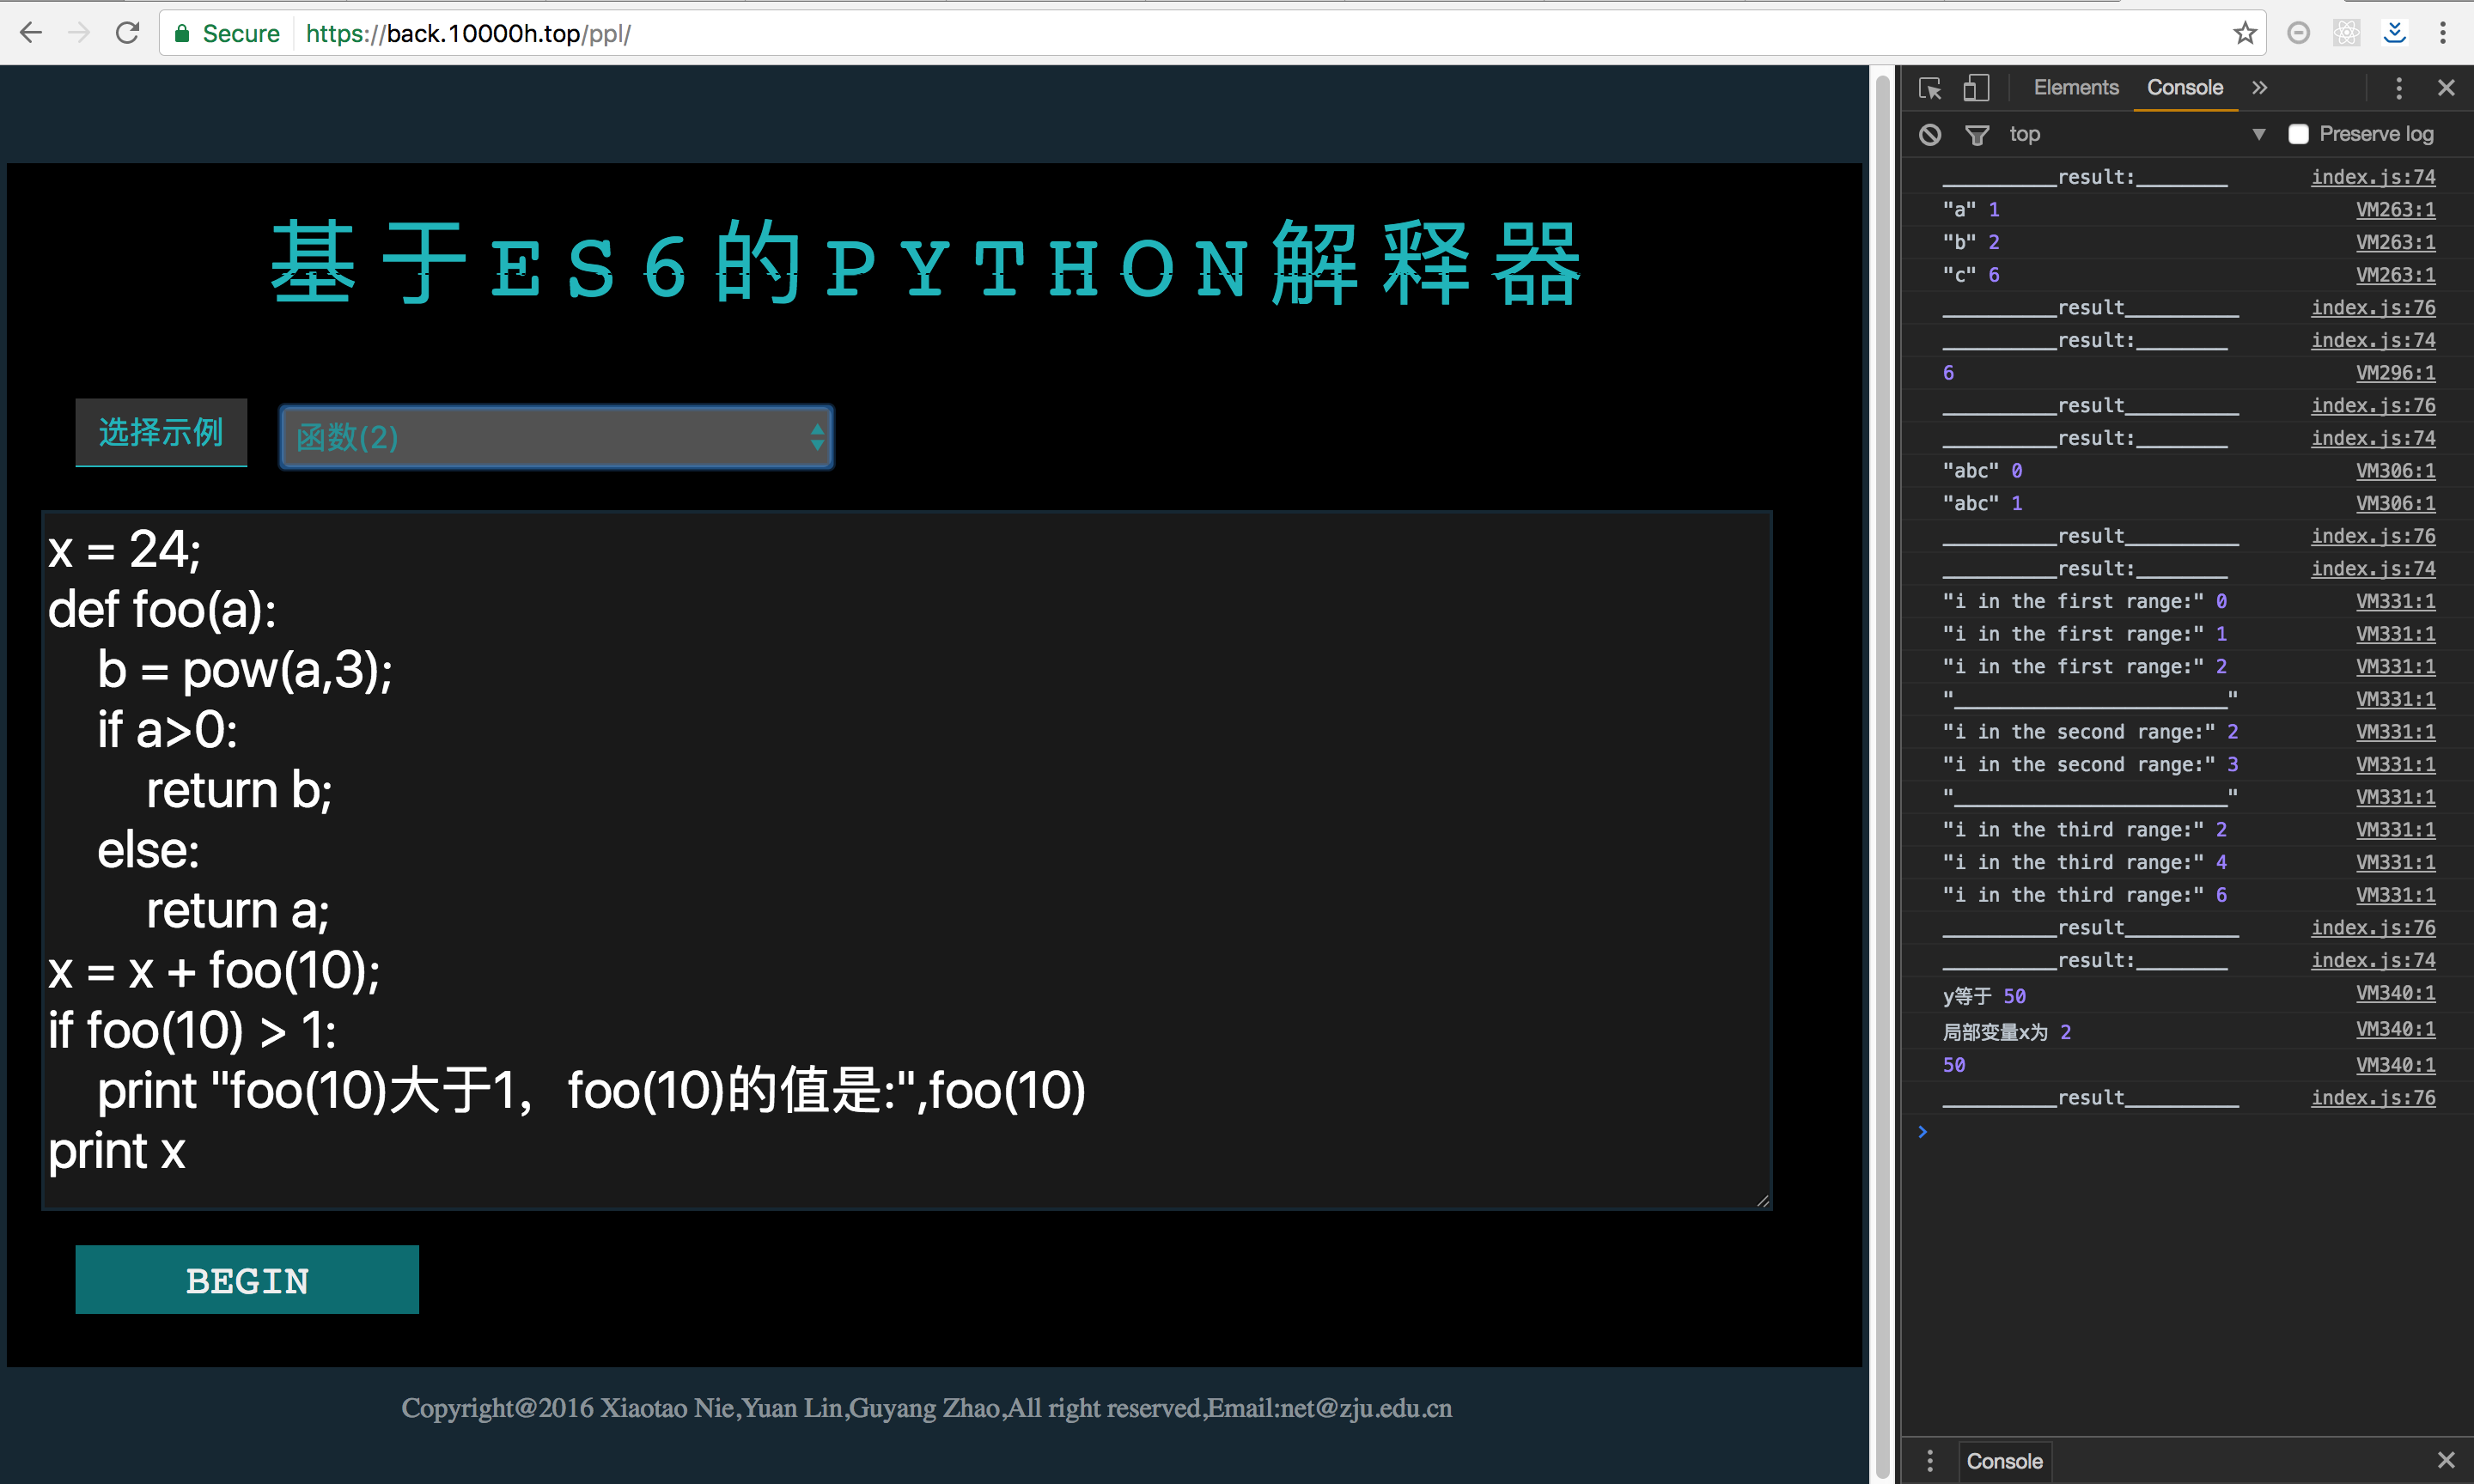 Secure https://back.10000h.top/ppl/
基于ES6的PYTHON解释器
选择示例 函数(2)
x = 24;
def foo(a):
    b = pow(a,3);
    if a>0:
        return b;
    else:
        return a;
x = x + foo(10);
if foo(10) > 1:
    print "foo(10)大于1，foo(10)的值是:",foo(10)
print x
BEGIN
Copyright@2016 Xiaotao Nie,Yuan Lin,Guyang Zhao,All right reserved,Email:net@zju.edu.cn
Elements Console »
top Preserve log
__________result:________ index.js:74
"a" 1 VM263:1
"b" 2 VM263:1
"c" 6 VM263:1
__________result__________ index.js:76
__________result:________ index.js:74
6 VM296:1
__________result__________ index.js:76
__________result:________ index.js:74
"abc" 0 VM306:1
"abc" 1 VM306:1
__________result__________ index.js:76
__________result:________ index.js:74
"i in the first range:" 0 VM331:1
"i in the first range:" 1 VM331:1
"i in the first range:" 2 VM331:1
"________________________" VM331:1
"i in the second range:" 2 VM331:1
"i in the second range:" 3 VM331:1
"________________________" VM331:1
"i in the third range:" 2 VM331:1
"i in the third range:" 4 VM331:1
"i in the third range:" 6 VM331:1
__________result__________ index.js:76
__________result:________ index.js:74
y等于 50 VM340:1
局部变量x为 2 VM340:1
50 VM340:1
__________result__________ index.js:76
Console